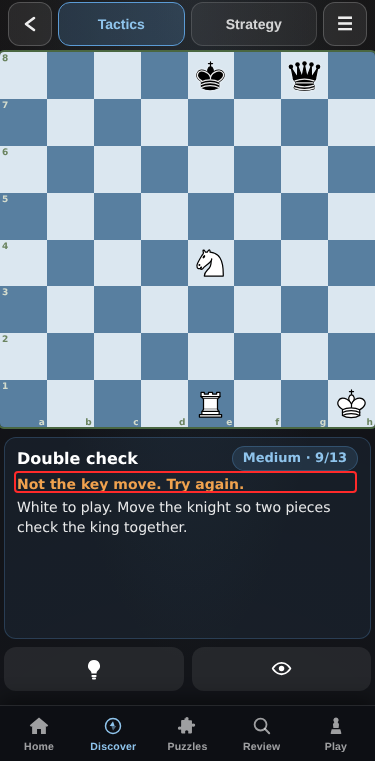 Tactics
Strategy
8
7
6
5
4
3
2
1
a
b
c
d
e
f
g
h
Double check
Medium · 9/13
Not the key move. Try again.
White to play. Move the knight so two pieces
check the king together.
Home
Discover
Puzzles
Review
Play